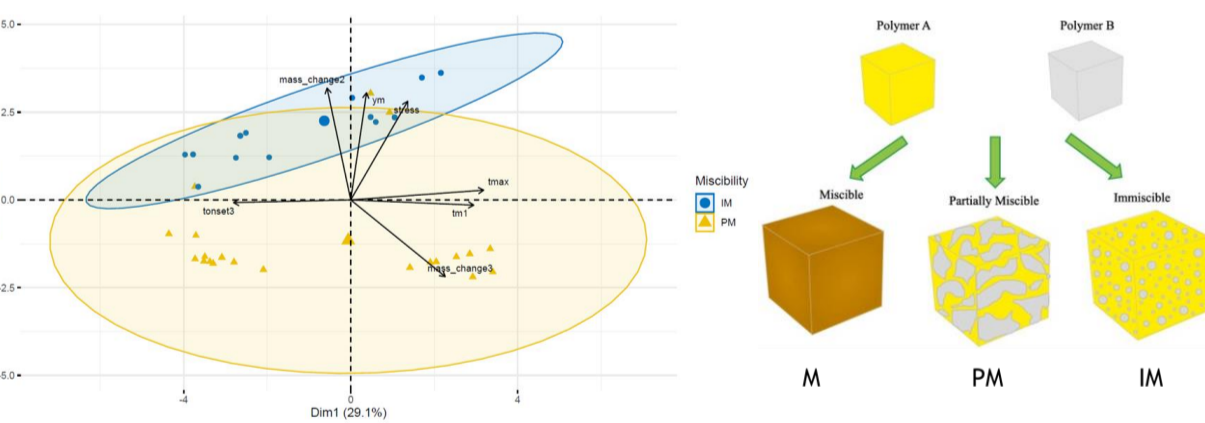 5.0
2.5
0.0
-2.5
-5.0
-4
0
4
Dim1 (29.1%)
mass_change2
ym
stress
tmax
tm1
tonset3
mass_change3
Miscibility
IM
PM
Polymer A
Polymer B
Miscible
Partially Miscible
Immiscible
M
PM
IM